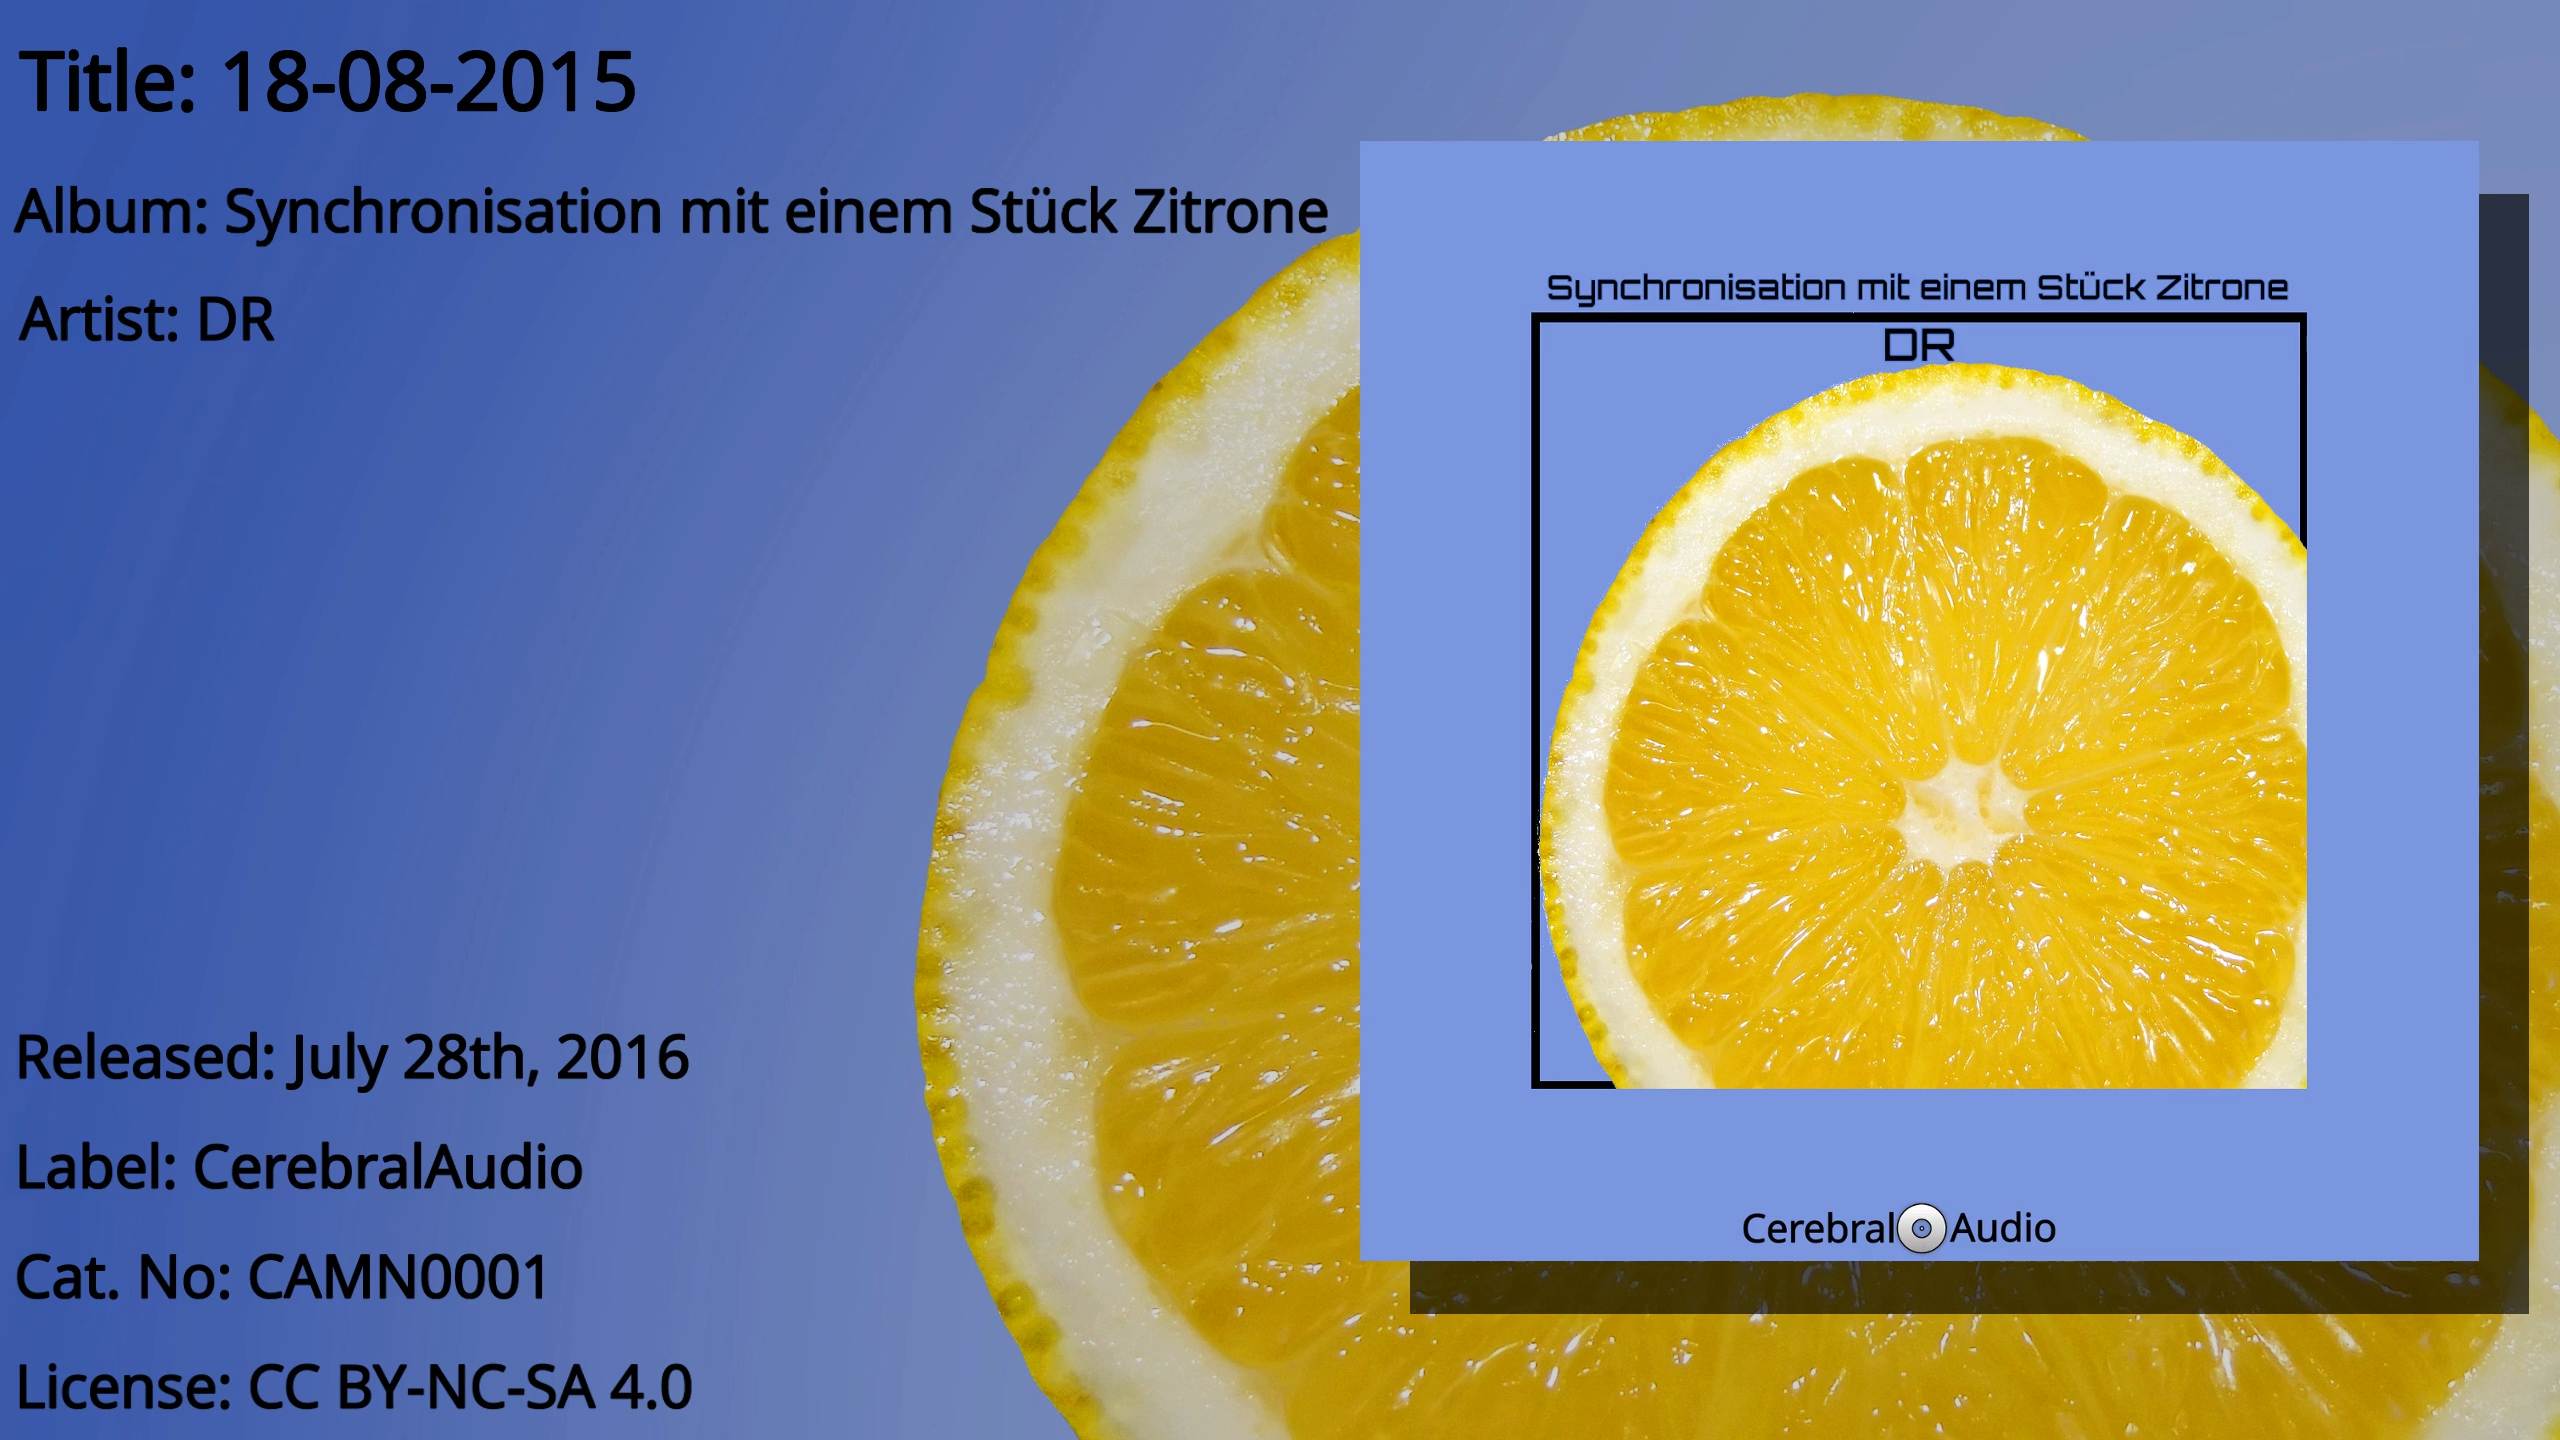 Title: 18-08-2015
Album: Synchronisation mit einem Stück Zitrone
Artist: DR
Released: July 28th, 2016
Label: CerebralAudio
Cat. No: CAMN0001
License: CC BY-NC-SA 4.0
Synchronisation mit einem Stück Zitrone
DR
Cerebral Audio